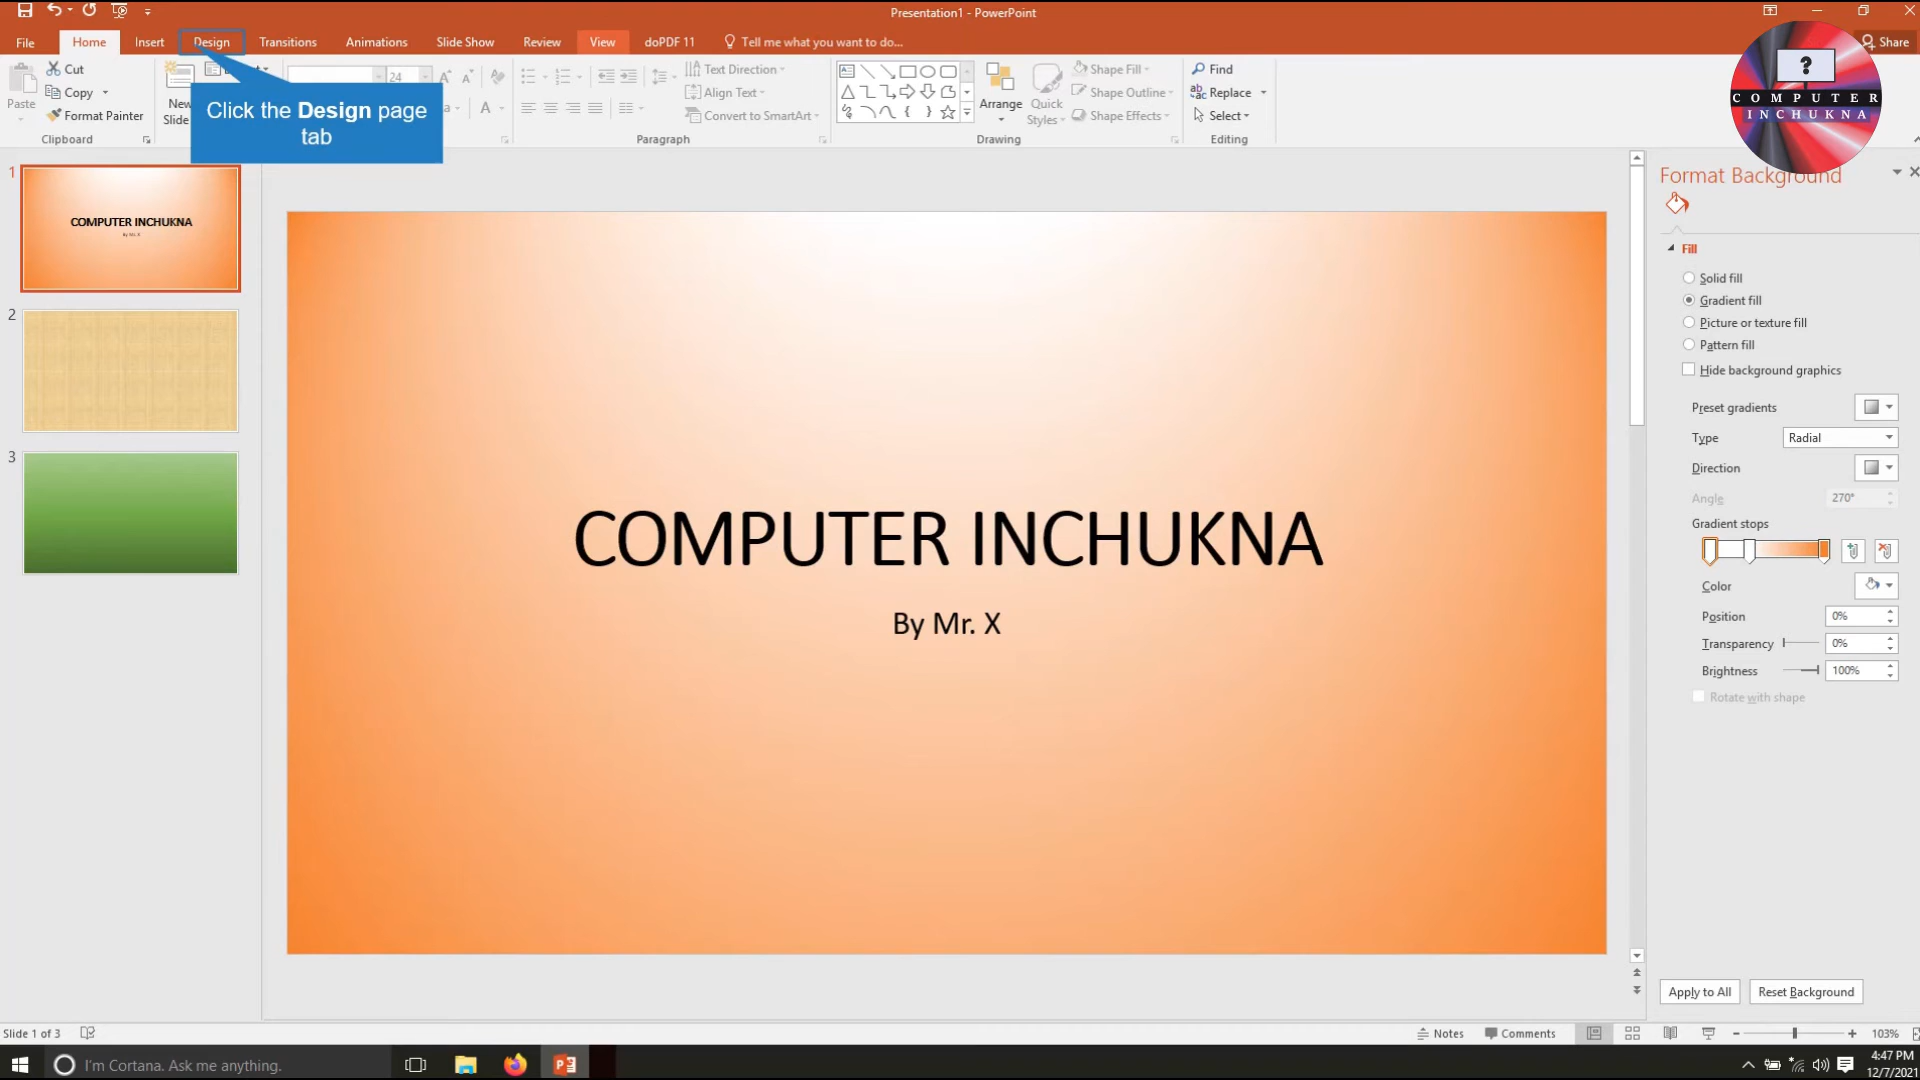 Presentation1 - PowerPoint
File Home Insert Design Transitions Animations Slide Show Review View doPDF 11 Tell me what you want to do... Share
Paste Cut Copy Format Painter
Clipboard
New Slide
Click the Design page
tab
24
Text Direction
Align Text
Convert to SmartArt
Paragraph
Arrange
Quick
Styles
Shape Fill
Shape Outline
Shape Effects
Drawing
Find
Replace
Select
Editing
?
COMPUTER
INCHUKNA
1
COMPUTER INCHUKNA
By Mr. X
2
3
COMPUTER INCHUKNA
By Mr. X
Format Background
Fill
Solid fill
Gradient fill
Picture or texture fill
Pattern fill
Hide background graphics
Preset gradients
Type Radial
Direction
Angle 270°
Gradient stops
Color
Position 0%
Transparency 0%
Brightness 100%
Rotate with shape
Apply to All Reset Background
Slide 1 of 3 Notes Comments 103%
I'm Cortana. Ask me anything.
4:47 PM
12/7/2021